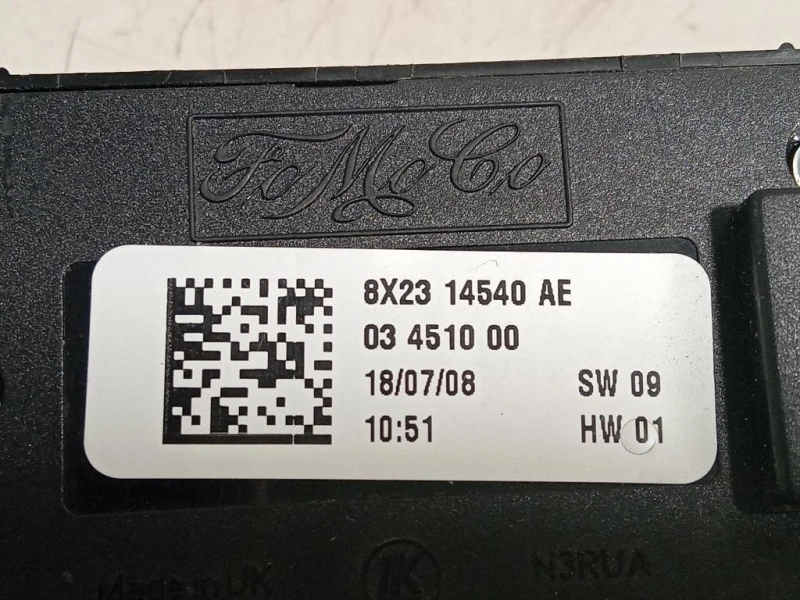 FoMoCo
8X23 14540 AE
03 4510 00
18/07/08 SW 09
10:51 HW 01
Made in UK
N3RUA